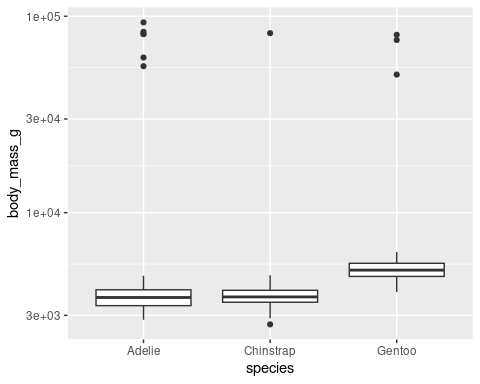 1e+05
3e+04
1e+04
3e+03
body_mass_g
Adelie
Chinstrap
Gentoo
species